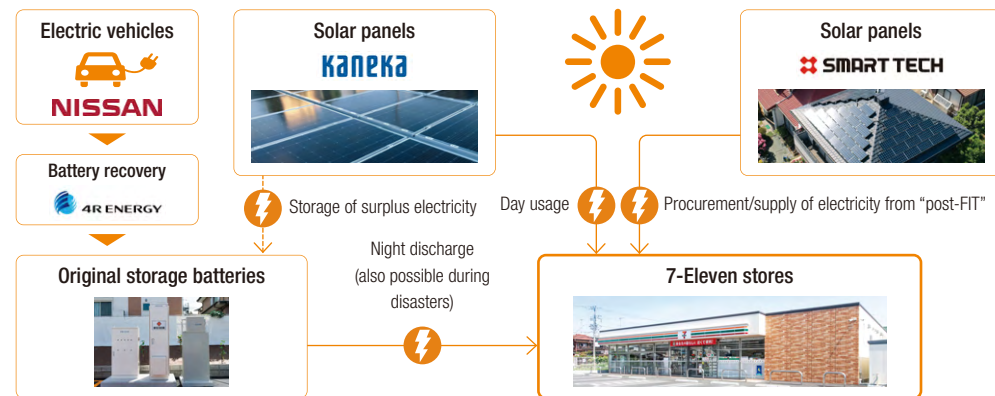 Electric vehicles
NISSAN
Battery recovery
4R ENERGY
Solar panels
Kaneka
Solar panels
SMART TECH
Storage of surplus electricity
Day usage
Procurement/supply of electricity from “post-FIT”
Night discharge
(also possible during
disasters)
Original storage batteries
7-Eleven stores